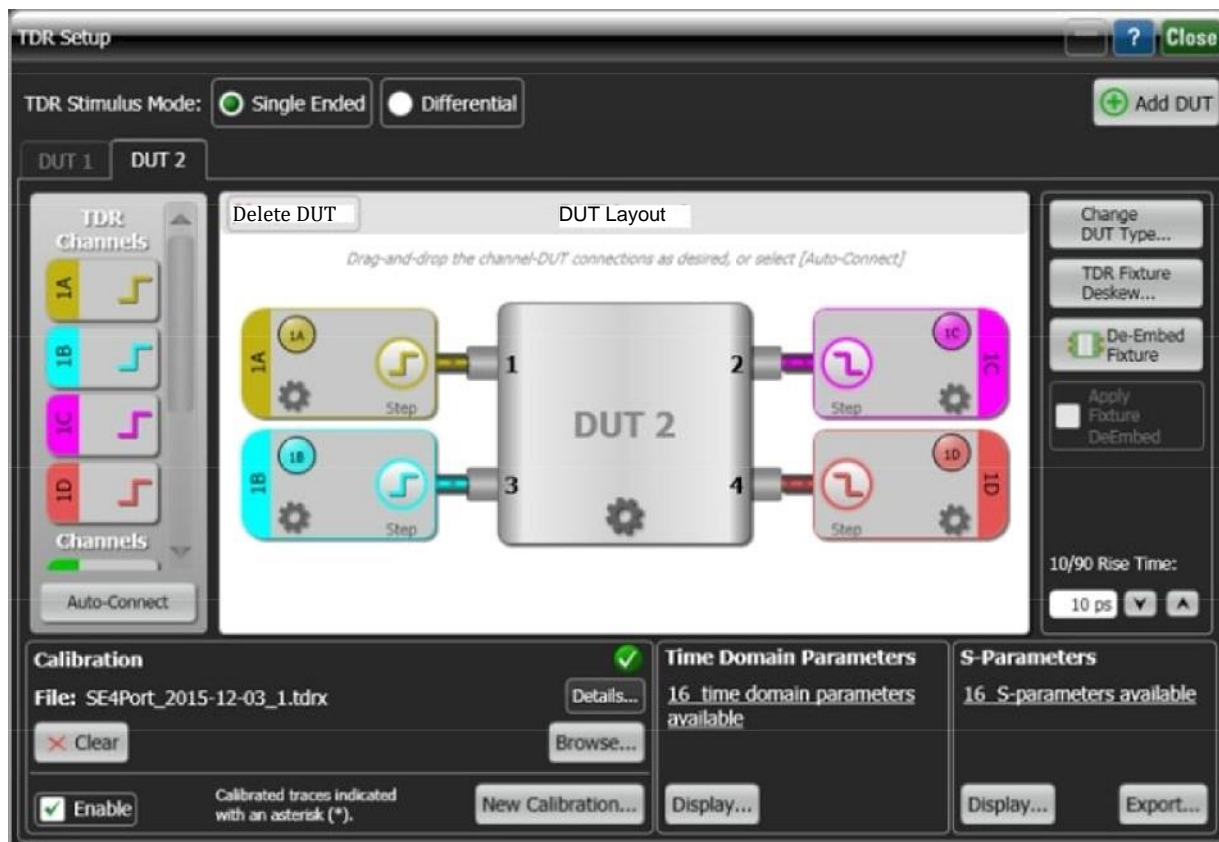 TDR Setup
? Close
TDR Stimulus Mode: Single Ended Differential
Add DUT
DUT 1 DUT 2
TDR
Channels
1A
1B
1C
1D
Channels
Auto-Connect
Delete DUT
DUT Layout
Drag-and-drop the channel-DUT connections as desired, or select [Auto-Connect]
1A
1A
Step
1
1B
1B
Step
3
DUT 2
2
1C
1C
Step
4
1D
1D
Step
Change
DUT Type...
TDR Fixture
Deskew...
De-Embed
Fixture
Apply
Fixture
DeEmbed
10/90 Rise Time:
10 ps
Calibration
File: SE4Port_2015-12-03_1.tdrx
Details...
Clear
Browse...
Enable
Calibrated traces indicated
with an asterisk (*).
New Calibration...
Time Domain Parameters
16 time domain parameters
available
Display...
S-Parameters
16 S-parameters available
Display...
Export...